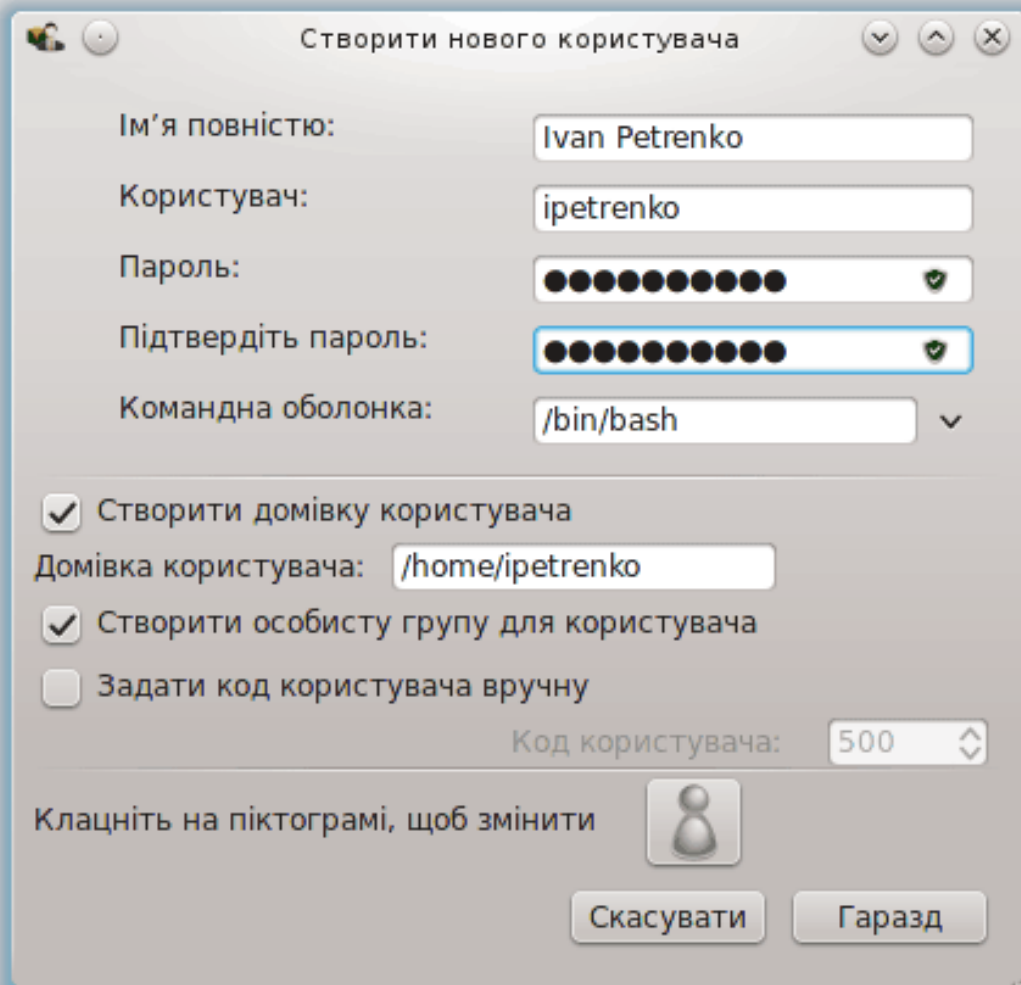 Створити нового користувача
Ім’я повністю: Ivan Petrenko
Користувач: ipetrenko
Пароль: ●●●●●●●●●●
Підтвердіть пароль: ●●●●●●●●●●
Командна оболонка: /bin/bash
Створити домівку користувача
Домівка користувача: /home/ipetrenko
Створити особисту групу для користувача
Задати код користувача вручну
Код користувача: 500
Клацніть на піктограмі, щоб змінити
Скасувати Гаразд